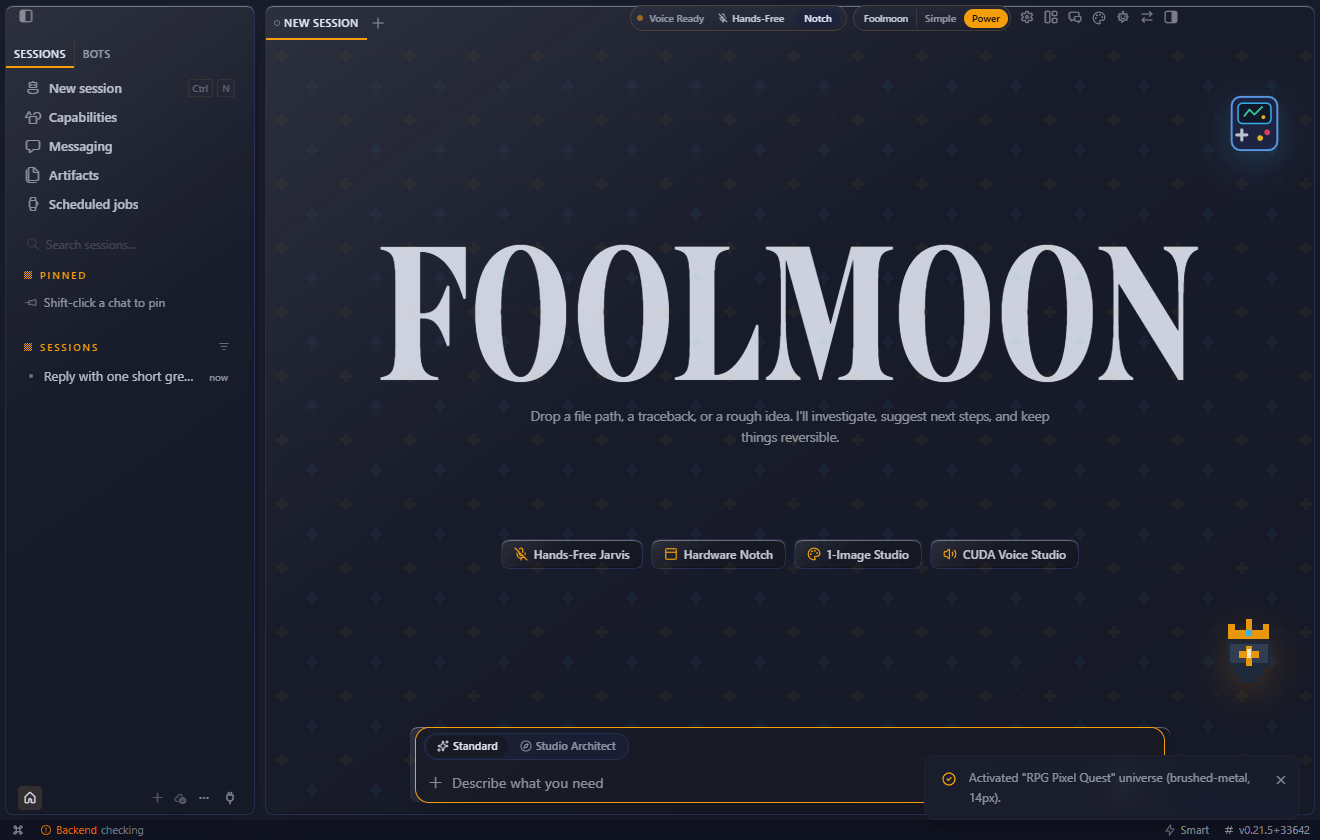 SESSIONS BOTS
New session Ctrl N
Capabilities
Messaging
Artifacts
Scheduled jobs
Search sessions...
PINNED
Shift-click a chat to pin
SESSIONS
Reply with one short gre... now
NEW SESSION
Voice Ready Hands-Free Notch Foolmoon Simple Power
FOOLMOON
Drop a file path, a traceback, or a rough idea. I'll investigate, suggest next steps, and keep
things reversible.
Hands-Free Jarvis Hardware Notch 1-Image Studio CUDA Voice Studio
Standard Studio Architect
Describe what you need
Activated "RPG Pixel Quest" universe (brushed-metal,
14px).
Backend checking
Smart # v0.21.5+33642